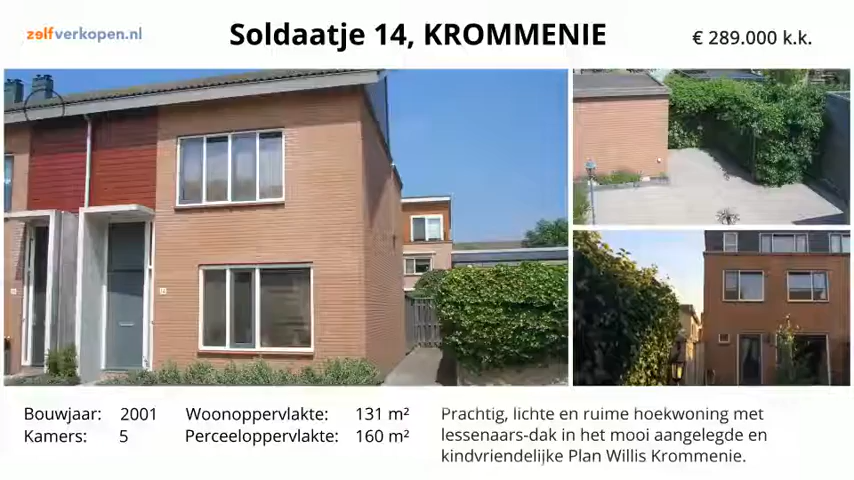 zelfverkopen.nl
Soldaatje 14, KROMMENIE
€ 289.000 k.k.
Bouwjaar: 2001
Kamers: 5
Woonoppervlakte: 131 m²
Perceeloppervlakte: 160 m²
Prachtig, lichte en ruime hoekwoning met
lessenaars-dak in het mooi aangelegde en
kindvriendelijke Plan Willis Krommenie.